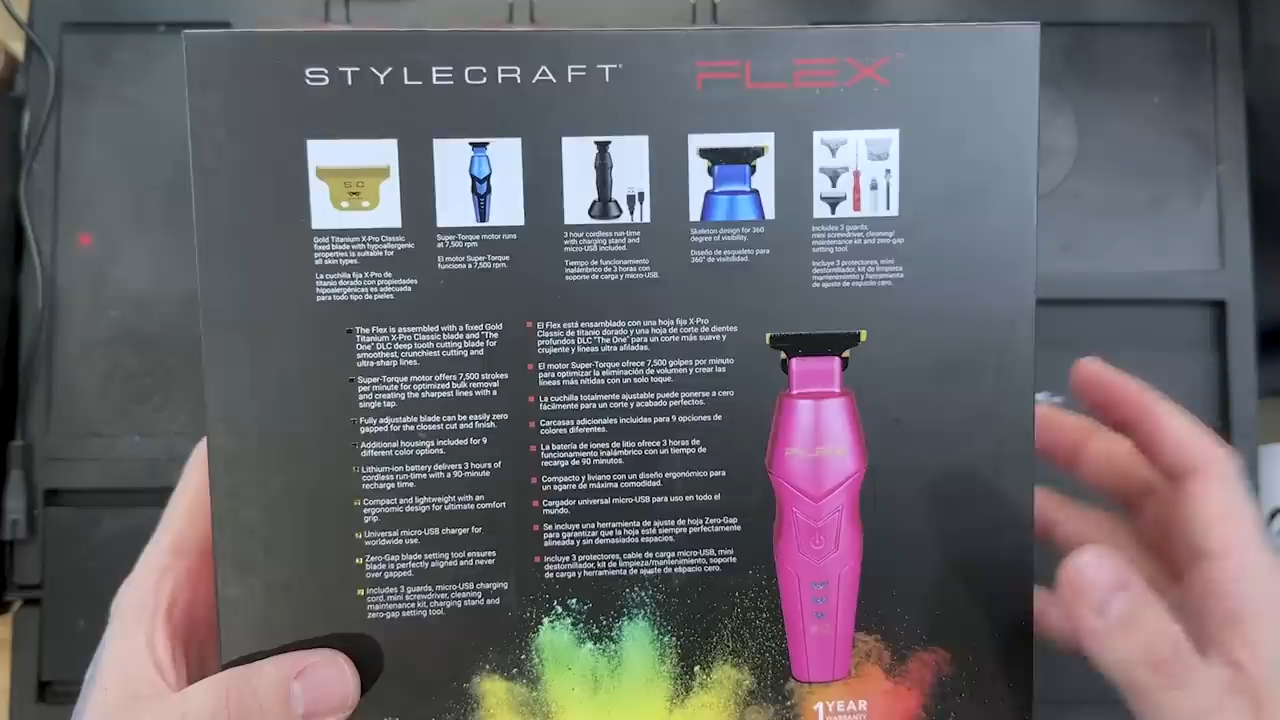 STYLECRAFT
FLEX
SC
Gold Titanium X-Pro Classic
fixed blade with hypoallergenic
properties is suitable for
all skin types.
La cuchilla fija X-Pro de
titanio dorado con propiedades
hipoalergénicas es adecuada
para todo tipo de pieles.
Super-Torque motor runs
at 7,500 rpm
El motor Super-Torque
funciona a 7,500 rpm.
3 hour cordless run-time
with charging stand and
micro-USB included.
Tiempo de funcionamiento
inalámbrico de 3 horas con
soporte de carga y micro-USB.
Skeleton design for 360
degree of visibility.
Diseño de esqueleto para
360° de visibilidad.
Includes 3 guards,
mini screwdriver, cleaning/
maintenance kit and zero-gap
setting tool.
Incluye 3 protectores, mini
destornillador, kit de limpieza
mantenimiento y herramienta
de ajuste de espacio cero.
The Flex is assembled with a fixed Gold
Titanium X-Pro Classic blade and "The
One" DLC deep tooth cutting blade for
smoothest, crunchiest cutting and
ultra-sharp lines.
Super-Torque motor offers 7,500 strokes
per minute for optimized bulk removal
and creating the sharpest lines with a
single tap.
Fully adjustable blade can be easily zero
gapped for the closest cut and finish.
Additional housings included for 9
different color options.
Lithium-ion battery delivers 3 hours of
cordless run-time with a 90-minute
recharge time.
Compact and lightweight with an
ergonomic design for ultimate comfort
grip.
Universal micro-USB charger for
worldwide use.
Zero-Gap blade setting tool ensures
blade is perfectly aligned and never
over gapped.
Includes 3 guards, micro-USB charging
cord, mini screwdriver, cleaning
maintenance kit, charging stand and
zero-gap setting tool.
El Flex está ensamblado con una hoja fija X-Pro
Classic de titanio dorado y una hoja de corte de dientes
profundos DLC "The One" para un corte más suave y
crujiente y líneas ultra afiladas.
El motor Super-Torque ofrece 7,500 golpes por minuto
para optimizar la eliminación de volumen y crear las
líneas más nítidas con un solo toque.
La cuchilla totalmente ajustable puede ponerse a cero
fácilmente para un corte y acabado perfectos.
Carcasas adicionales incluidas para 9 opciones de
colores diferentes.
La batería de iones de litio ofrece 3 horas de
funcionamiento inalámbrico con un tiempo de
recarga de 90 minutos.
Compacto y liviano con un diseño ergonómico para
un agarre de máxima comodidad.
Cargador universal micro-USB para uso en todo el
mundo.
Se incluye una herramienta de ajuste de hoja Zero-Gap
para garantizar que la hoja esté siempre perfectamente
alineada y sin demasiados espacios.
Incluye 3 protectores, cable de carga micro-USB, mini
destornillador, kit de limpieza/mantenimiento, soporte
de carga y herramienta de ajuste de espacio cero.
FLEX
1 YEAR
WARRANTY